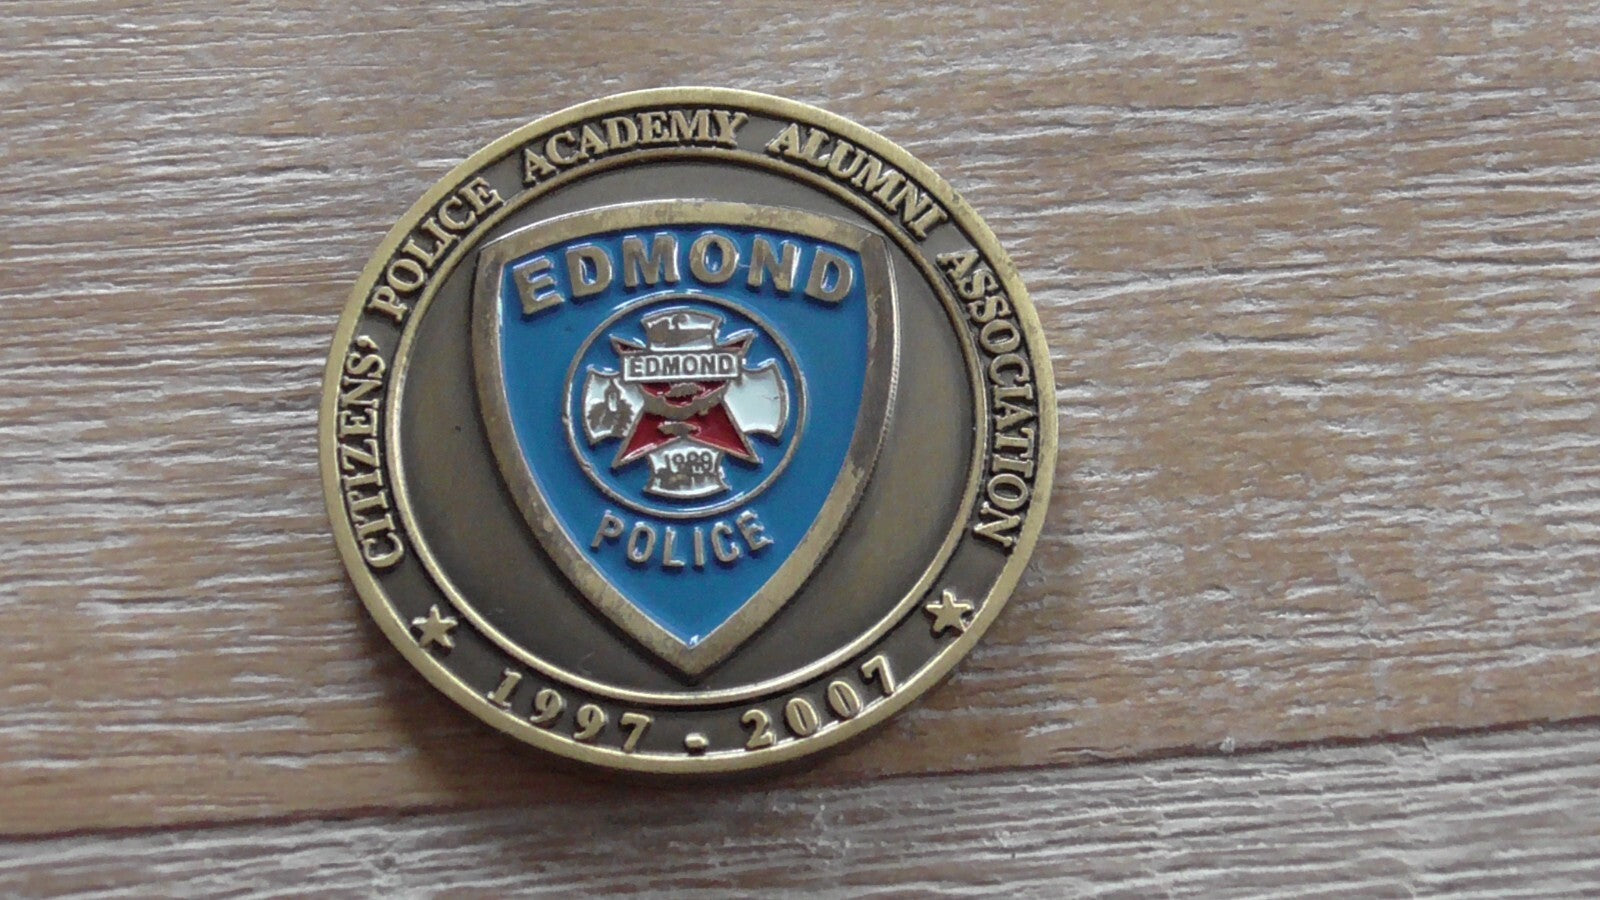 CITIZENS' POLICE ACADEMY ALUMNI ASSOCIATION
EDMOND
EDMOND
POLICE
1997 - 2007